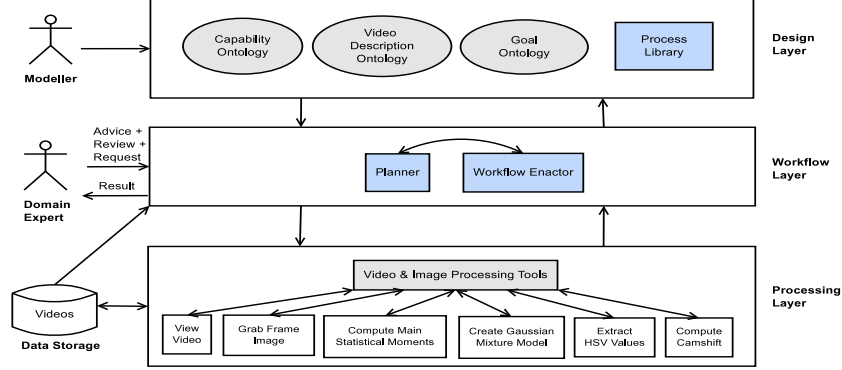 Modeller
Capability
Ontology
Video
Description
Ontology
Goal
Ontology
Process
Library
Design
Layer
Advice +
Review +
Request
Result
Domain
Expert
Planner
Workflow Enactor
Workflow
Layer
Videos
Data Storage
Video & Image Processing Tools
View
Video
Grab Frame
Image
Compute Main
Statistical Moments
Create Gaussian
Mixture Model
Extract
HSV Values
Compute
Camshift
Processing
Layer